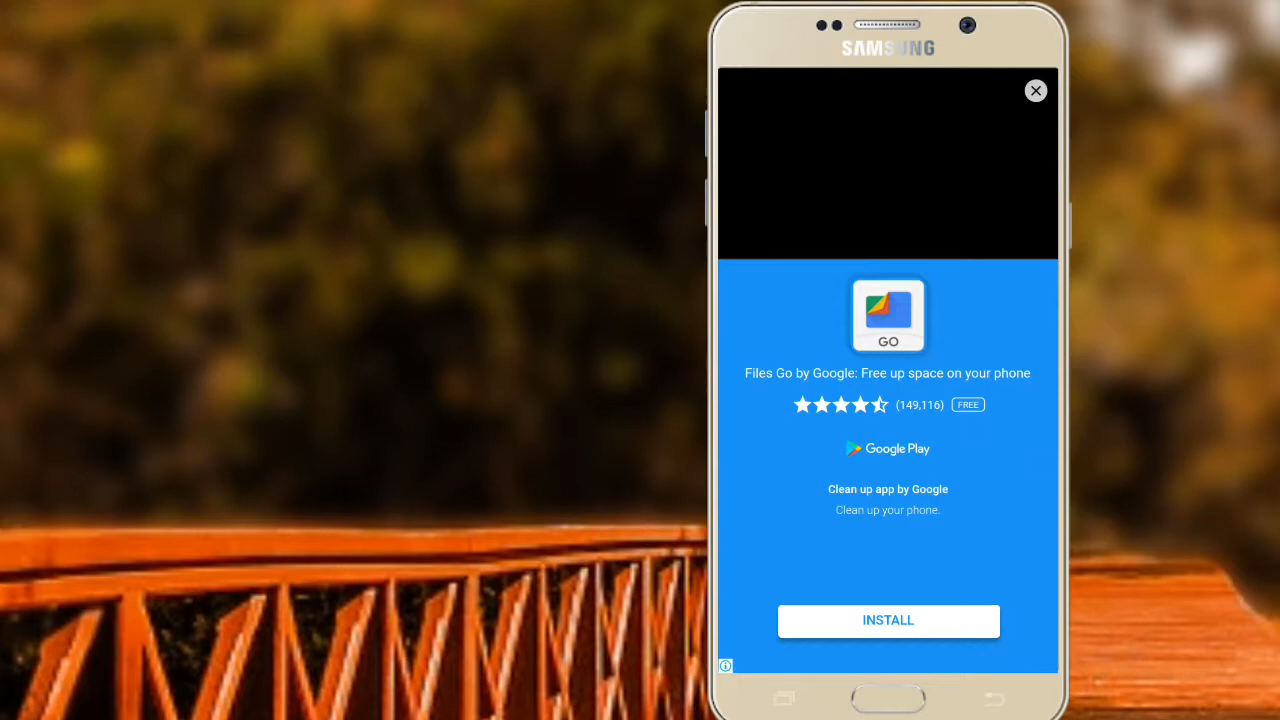 SAMSUNG
GO
Files Go by Google: Free up space on your phone
(149,116) FREE
Google Play
Clean up app by Google
Clean up your phone.
INSTALL